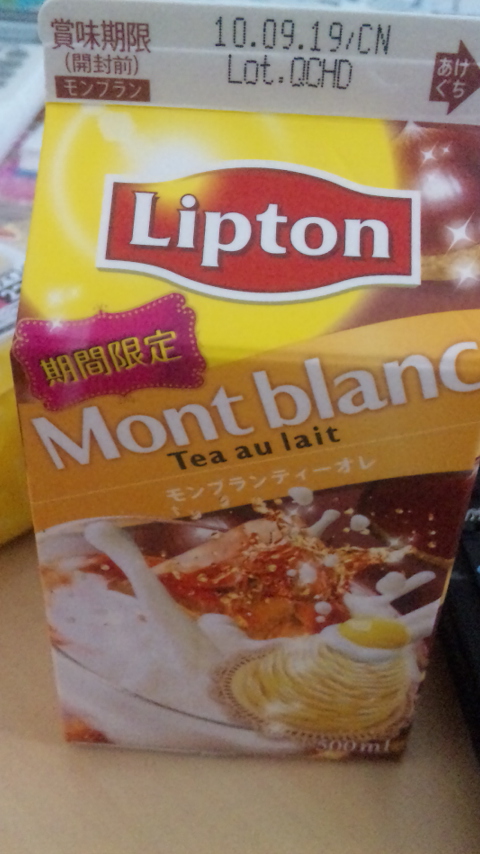 賞味期限
(開封前)
モンブラン
10.09.19/CN
Lot.QCHD
あけ
ぐち
Lipton
期間限定
Mont blanc
Tea au lait
モンブランティーオレ
500ml